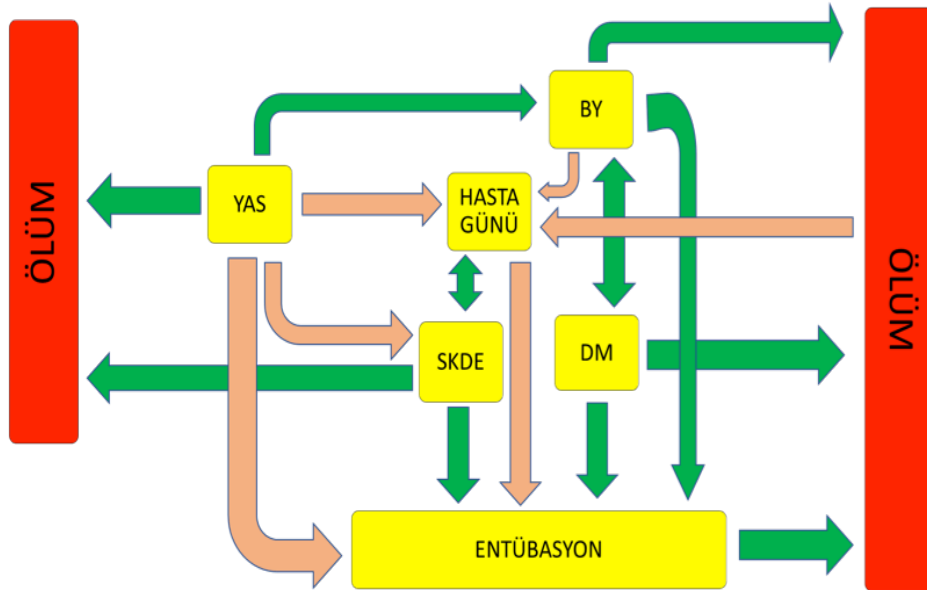 ÖLÜM
BY
YAS
HASTA
GÜNÜ
ÖLÜM
SKDE
DM
ENTÜBASYON